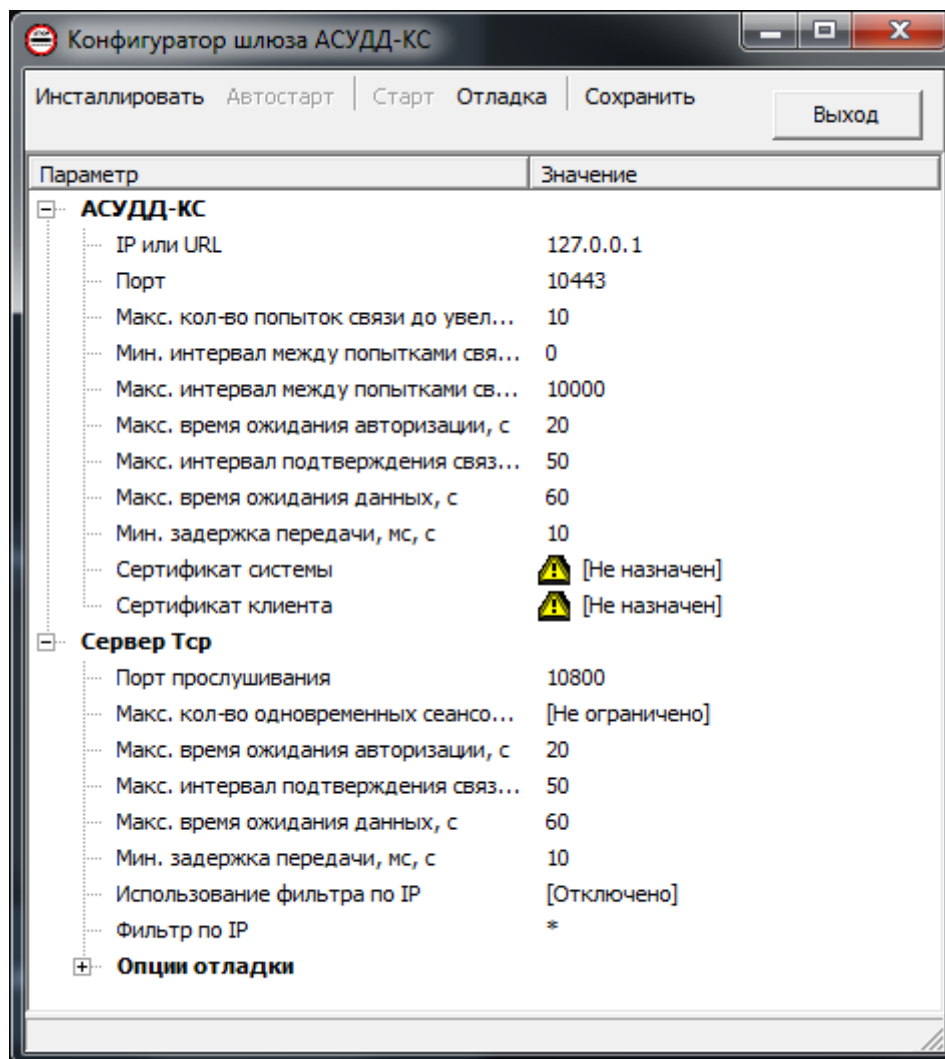 Конфигуратор шлюза АСУДД-КС
Инсталлировать Автостарт Старт Отладка Сохранить Выход
Параметр Значение
АСУДД-КС
IP или URL 127.0.0.1
Порт 10443
Макс. кол-во попыток связи до увел... 10
Мин. интервал между попытками свя... 0
Макс. интервал между попытками св... 10000
Макс. время ожидания авторизации, с 20
Макс. интервал подтверждения связ... 50
Макс. время ожидания данных, с 60
Мин. задержка передачи, мс, с 10
Сертификат системы [Не назначен]
Сертификат клиента [Не назначен]
Сервер Tcp
Порт прослушивания 10800
Макс. кол-во одновременных сеансо... [Не ограничено]
Макс. время ожидания авторизации, с 20
Макс. интервал подтверждения связ... 50
Макс. время ожидания данных, с 60
Мин. задержка передачи, мс, с 10
Использование фильтра по IP [Отключено]
Фильтр по IP *
Опции отладки